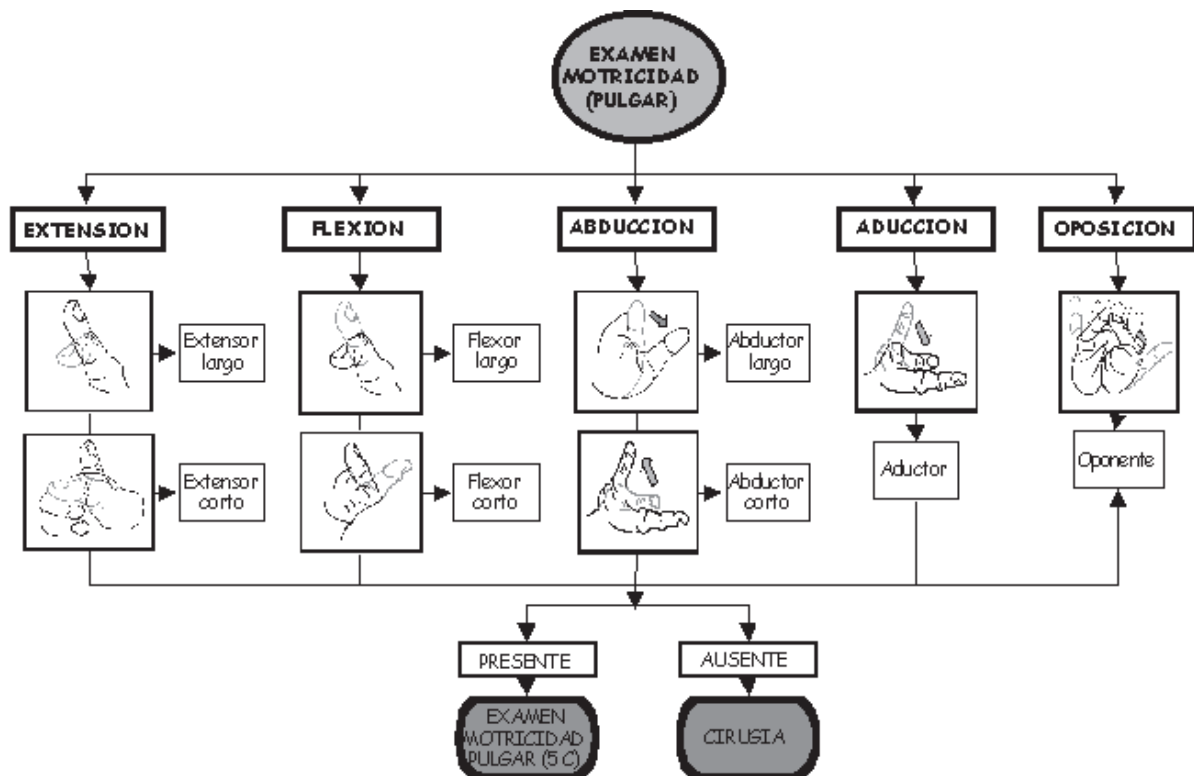 EXAMEN
MOTRICIDAD
(PULGAR)
EXTENSION
FLEXION
ABDUCCION
ADUCCION
OPOSICION
Extensor
largo
Flexor
largo
Abductor
largo
Extensor
corto
Flexor
corto
Abductor
corto
Aductor
Oponente
PRESENTE
AUSENTE
EXAMEN
MOTRICIDAD
PULGAR (5 C)
CIRUSIA